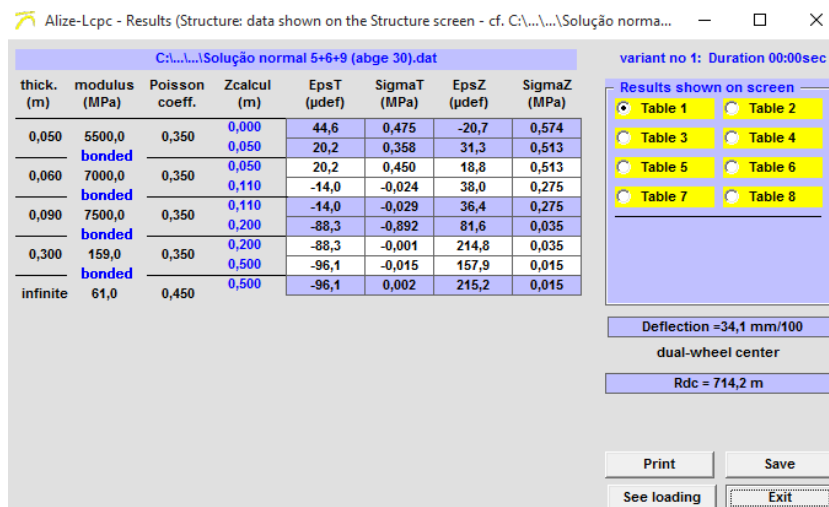 Alize-Lcpc - Results (Structure: data shown on the Structure screen - cf. C:\...\...\Solução norma...
C:\...\...\Solução normal 5+6+9 (abge 30).dat
variant no 1: Duration 00:00sec
thick. modulus Poisson Zcalcul EpsT SigmaT EpsZ SigmaZ
(m) (MPa) coeff. (m) (µdef) (MPa) (µdef) (MPa)
0,050 5500,0 0,350 0,000 44,6 0,475 -20,7 0,574
0,050 20,2 0,358 31,3 0,513
bonded
0,060 7000,0 0,350 0,050 20,2 0,450 18,8 0,513
0,110 -14,0 -0,024 38,0 0,275
bonded
0,090 7500,0 0,350 0,110 -14,0 -0,029 36,4 0,275
0,200 -88,3 -0,892 81,6 0,035
bonded
0,300 159,0 0,350 0,200 -88,3 -0,001 214,8 0,035
0,500 -96,1 -0,015 157,9 0,015
bonded
infinite 61,0 0,450 0,500 -96,1 0,002 215,2 0,015
Results shown on screen
Table 1 Table 2
Table 3 Table 4
Table 5 Table 6
Table 7 Table 8
Deflection =34,1 mm/100
dual-wheel center
Rdc = 714,2 m
Print Save
See loading Exit